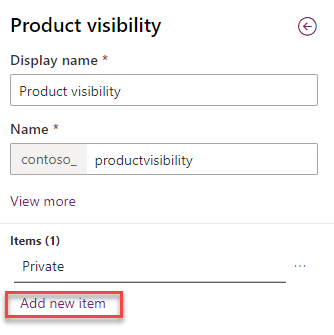 Product visibility
Display name *
Product visibility
Name *
contoso_ productvisibility
View more
Items (1)
Private ...
Add new item